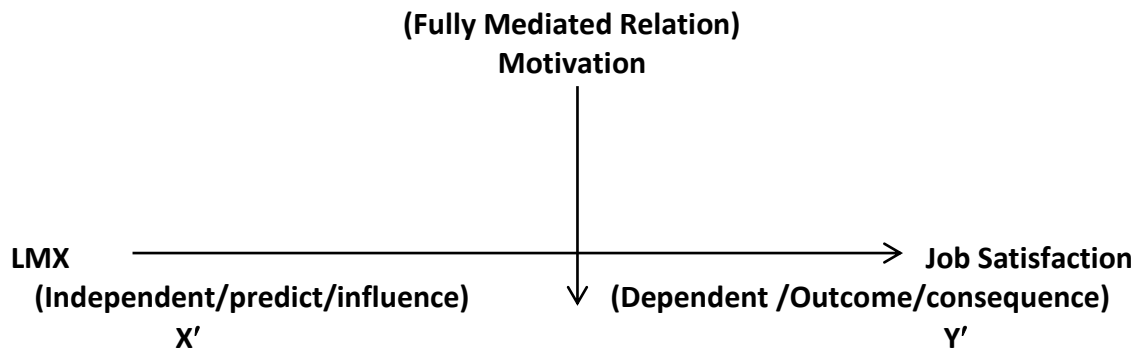 (Fully Mediated Relation)
Motivation
LMX
Job Satisfaction
(Independent/predict/influence)
(Dependent /Outcome/consequence)
X′
Y′